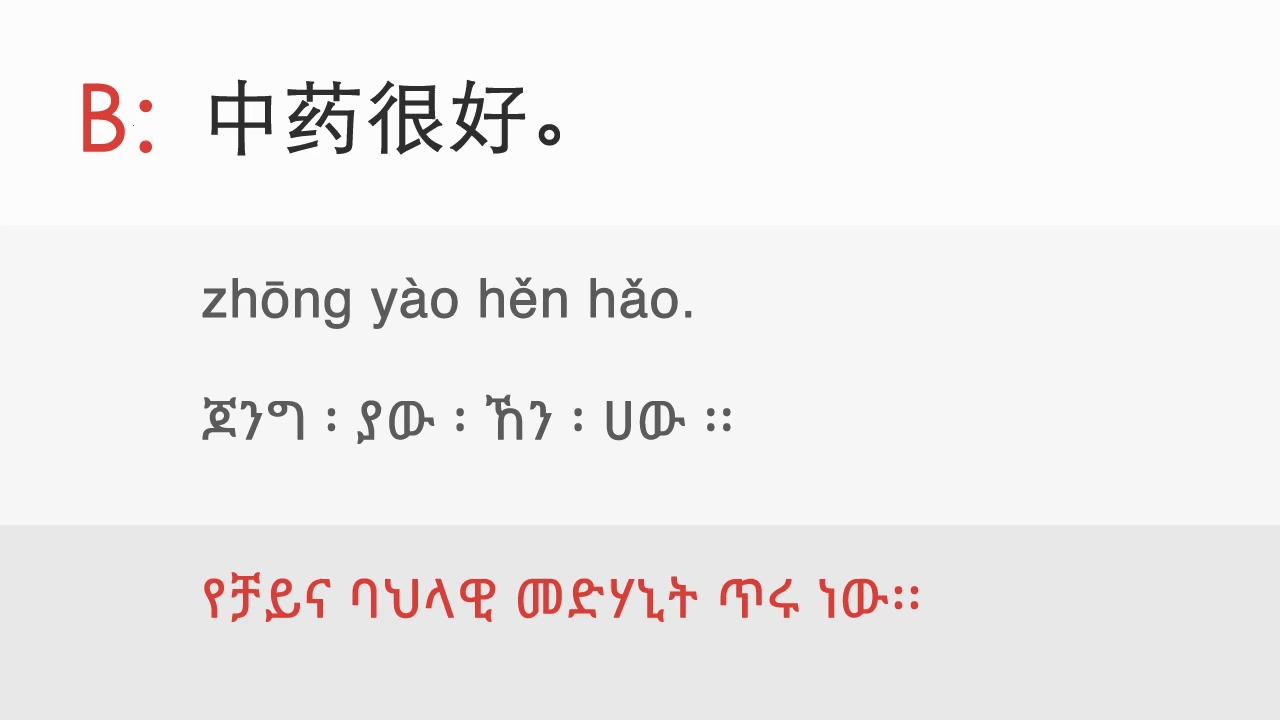 B: 中药很好。
zhōng yào hěn hǎo.
ጆንግ ፡ ያው ፡ ኸን ፡ ሀው ፡፡
የቻይና ባህላዊ መድሃኒት ጥሩ ነው፡፡